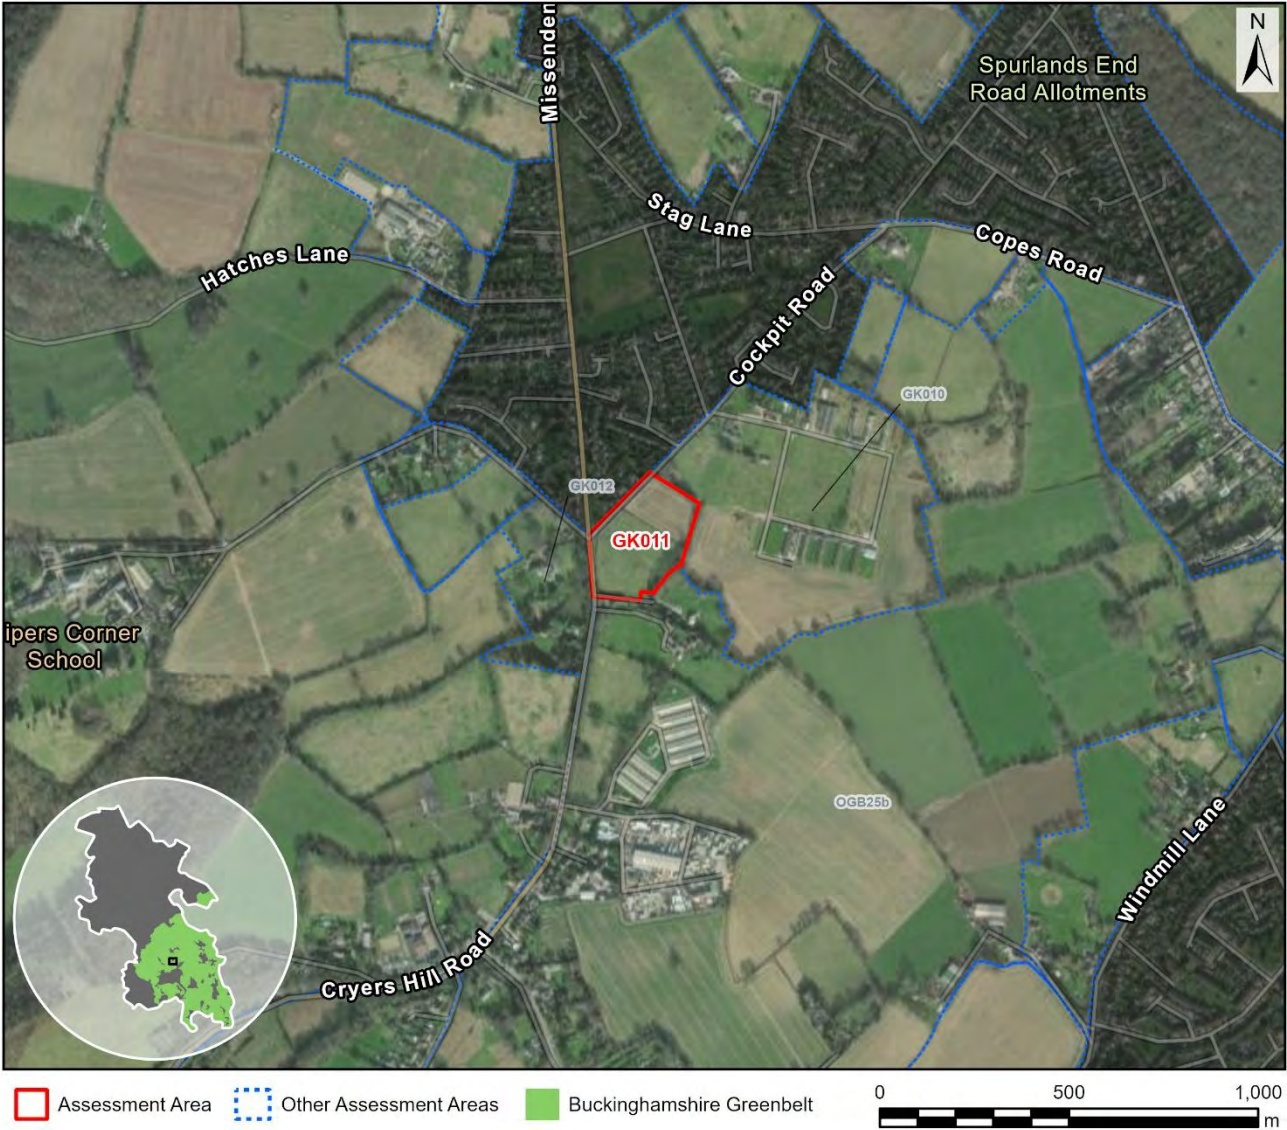 N
Spurlands End
Road Allotments
Missenden
Stag Lane
Copes Road
Hatches Lane
Cockpit Road
GK010
GK012
GK011
ipers Corner
School
OGB25b
Windmill Lane
Cryers Hill Road
Assessment Area
Other Assessment Areas
Buckinghamshire Greenbelt
0 500 1,000
m